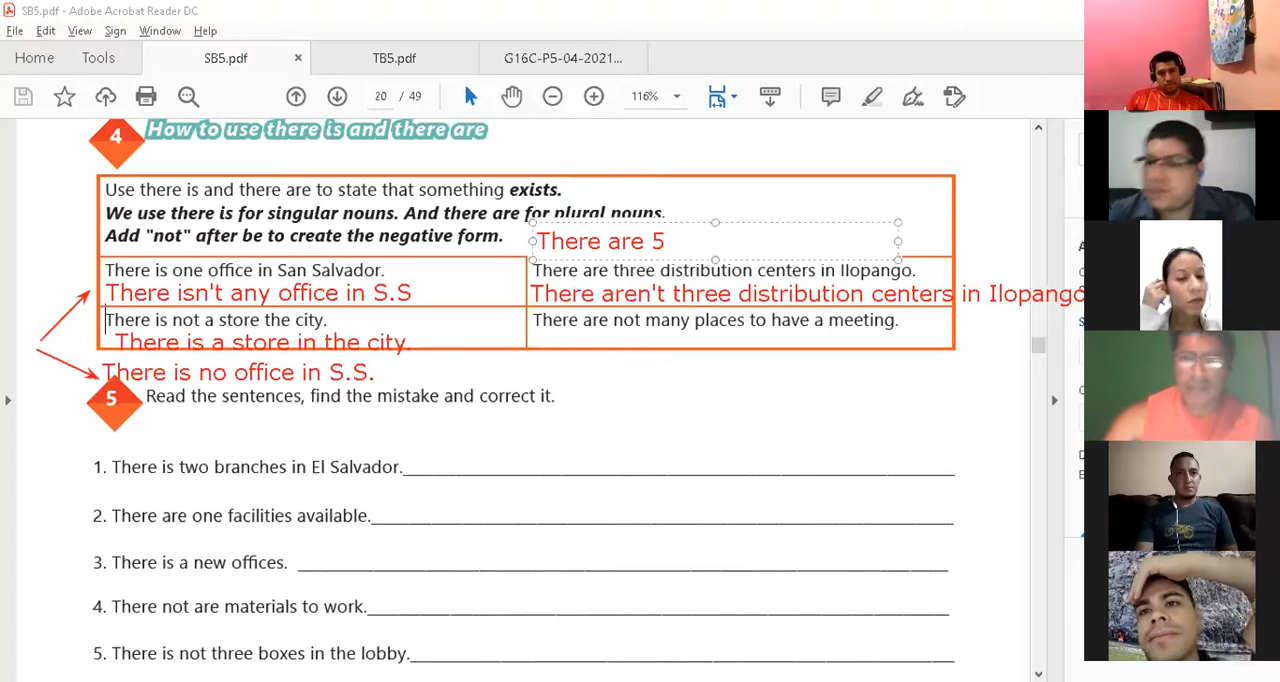 SB5.pdf - Adobe Acrobat Reader DC
File Edit View Sign Window Help
Home Tools SB5.pdf × TB5.pdf G16C-P5-04-2021...
20 / 49 116%
4 How to use there is and there are
Use there is and there are to state that something exists.
We use there is for singular nouns. And there are for plural nouns.
Add "not" after be to create the negative form.
There are 5
There is one office in San Salvador. There are three distribution centers in Ilopango.
There isn't any office in S.S There aren't three distribution centers in Ilopango
There is not a store the city. There are not many places to have a meeting.
There is a store in the city.
There is no office in S.S.
5 Read the sentences, find the mistake and correct it.
1. There is two branches in El Salvador.
2. There are one facilities available.
3. There is a new offices.
4. There not are materials to work.
5. There is not three boxes in the lobby.